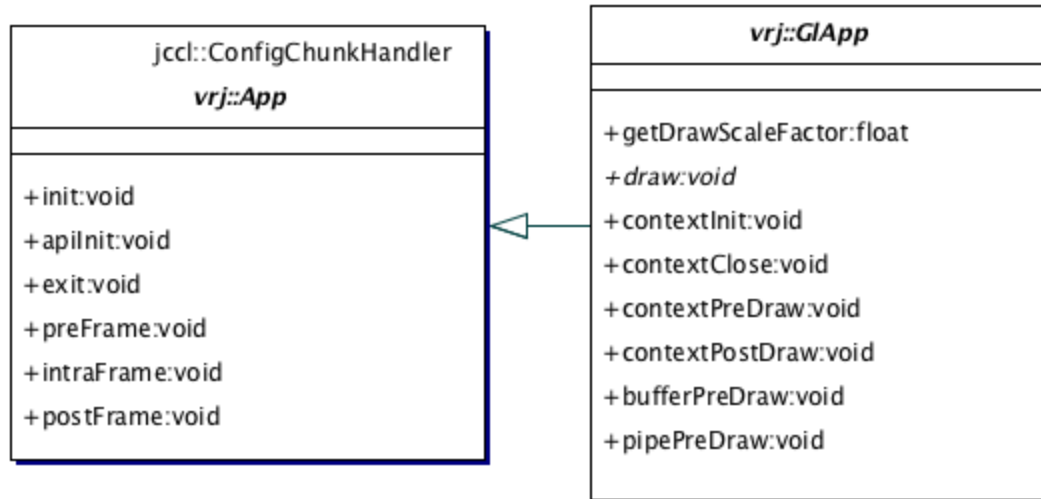 jccl::ConfigChunkHandler
vrj::App
+init:void
+apiInit:void
+exit:void
+preFrame:void
+intraFrame:void
+postFrame:void
vrj::GlApp
+getDrawScaleFactor:float
+draw:void
+contextInit:void
+contextClose:void
+contextPreDraw:void
+contextPostDraw:void
+bufferPreDraw:void
+pipePreDraw:void